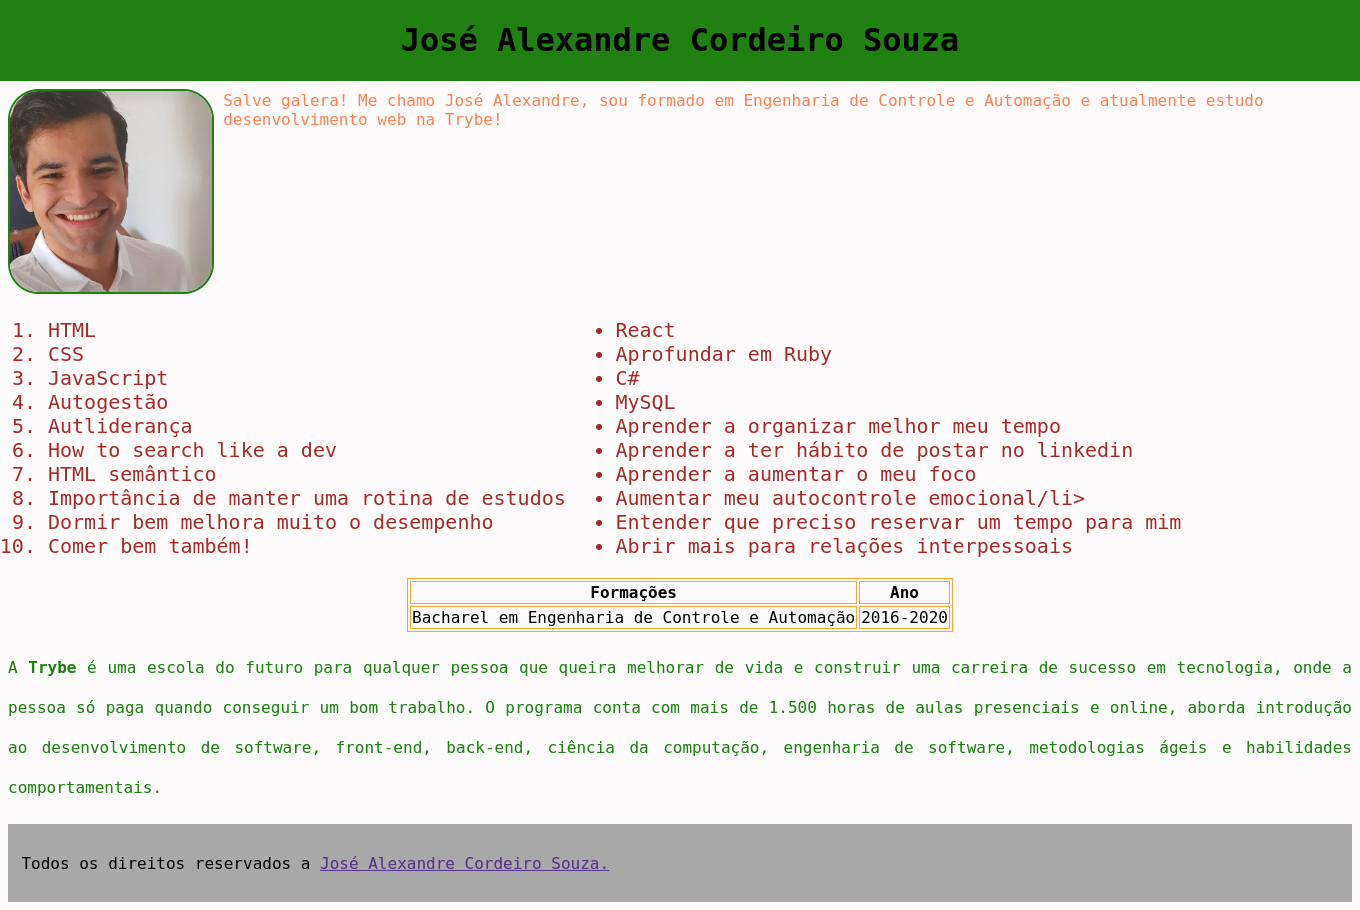 José Alexandre Cordeiro Souza
Salve galera! Me chamo José Alexandre, sou formado em Engenharia de Controle e Automação e atualmente estudo
desenvolvimento web na Trybe!
1. HTML
2. CSS
3. JavaScript
4. Autogestão
5. Autliderança
6. How to search like a dev
7. HTML semântico
8. Importância de manter uma rotina de estudos
9. Dormir bem melhora muito o desempenho
10. Comer bem também!
• React
• Aprofundar em Ruby
• C#
• MySQL
• Aprender a organizar melhor meu tempo
• Aprender a ter hábito de postar no linkedin
• Aprender a aumentar o meu foco
• Aumentar meu autocontrole emocional/li>
• Entender que preciso reservar um tempo para mim
• Abrir mais para relações interpessoais
Formações Ano
Bacharel em Engenharia de Controle e Automação 2016-2020
A Trybe é uma escola do futuro para qualquer pessoa que queira melhorar de vida e construir uma carreira de sucesso em tecnologia, onde a
pessoa só paga quando conseguir um bom trabalho. O programa conta com mais de 1.500 horas de aulas presenciais e online, aborda introdução
ao desenvolvimento de software, front-end, back-end, ciência da computação, engenharia de software, metodologias ágeis e habilidades
comportamentais.
Todos os direitos reservados a José Alexandre Cordeiro Souza.